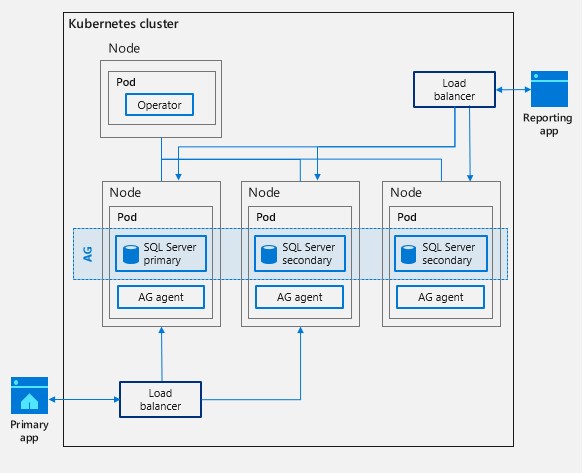 Kubernetes cluster
Node
Pod
Operator
Load
balancer
Reporting
app
Node
Node
Node
Pod
Pod
Pod
AG
SQL Server
primary
SQL Server
secondary
SQL Server
secondary
AG agent
AG agent
AG agent
Load
balancer
Primary
app